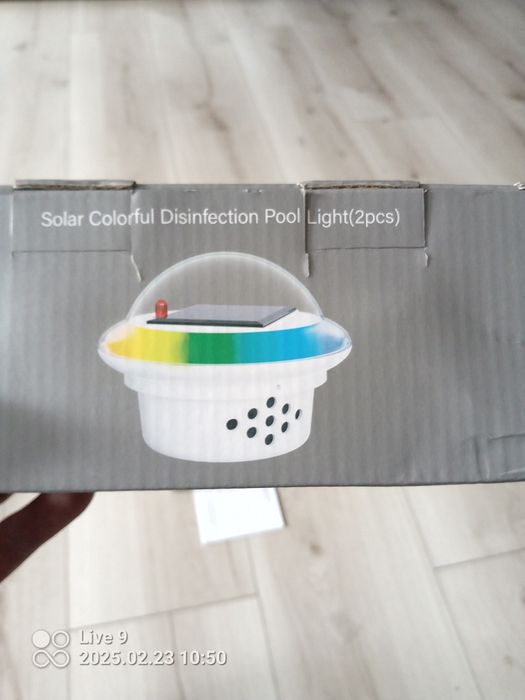 Solar Colorful Disinfection Pool Light(2pcs)
Live 9
2025.02.23 10:50